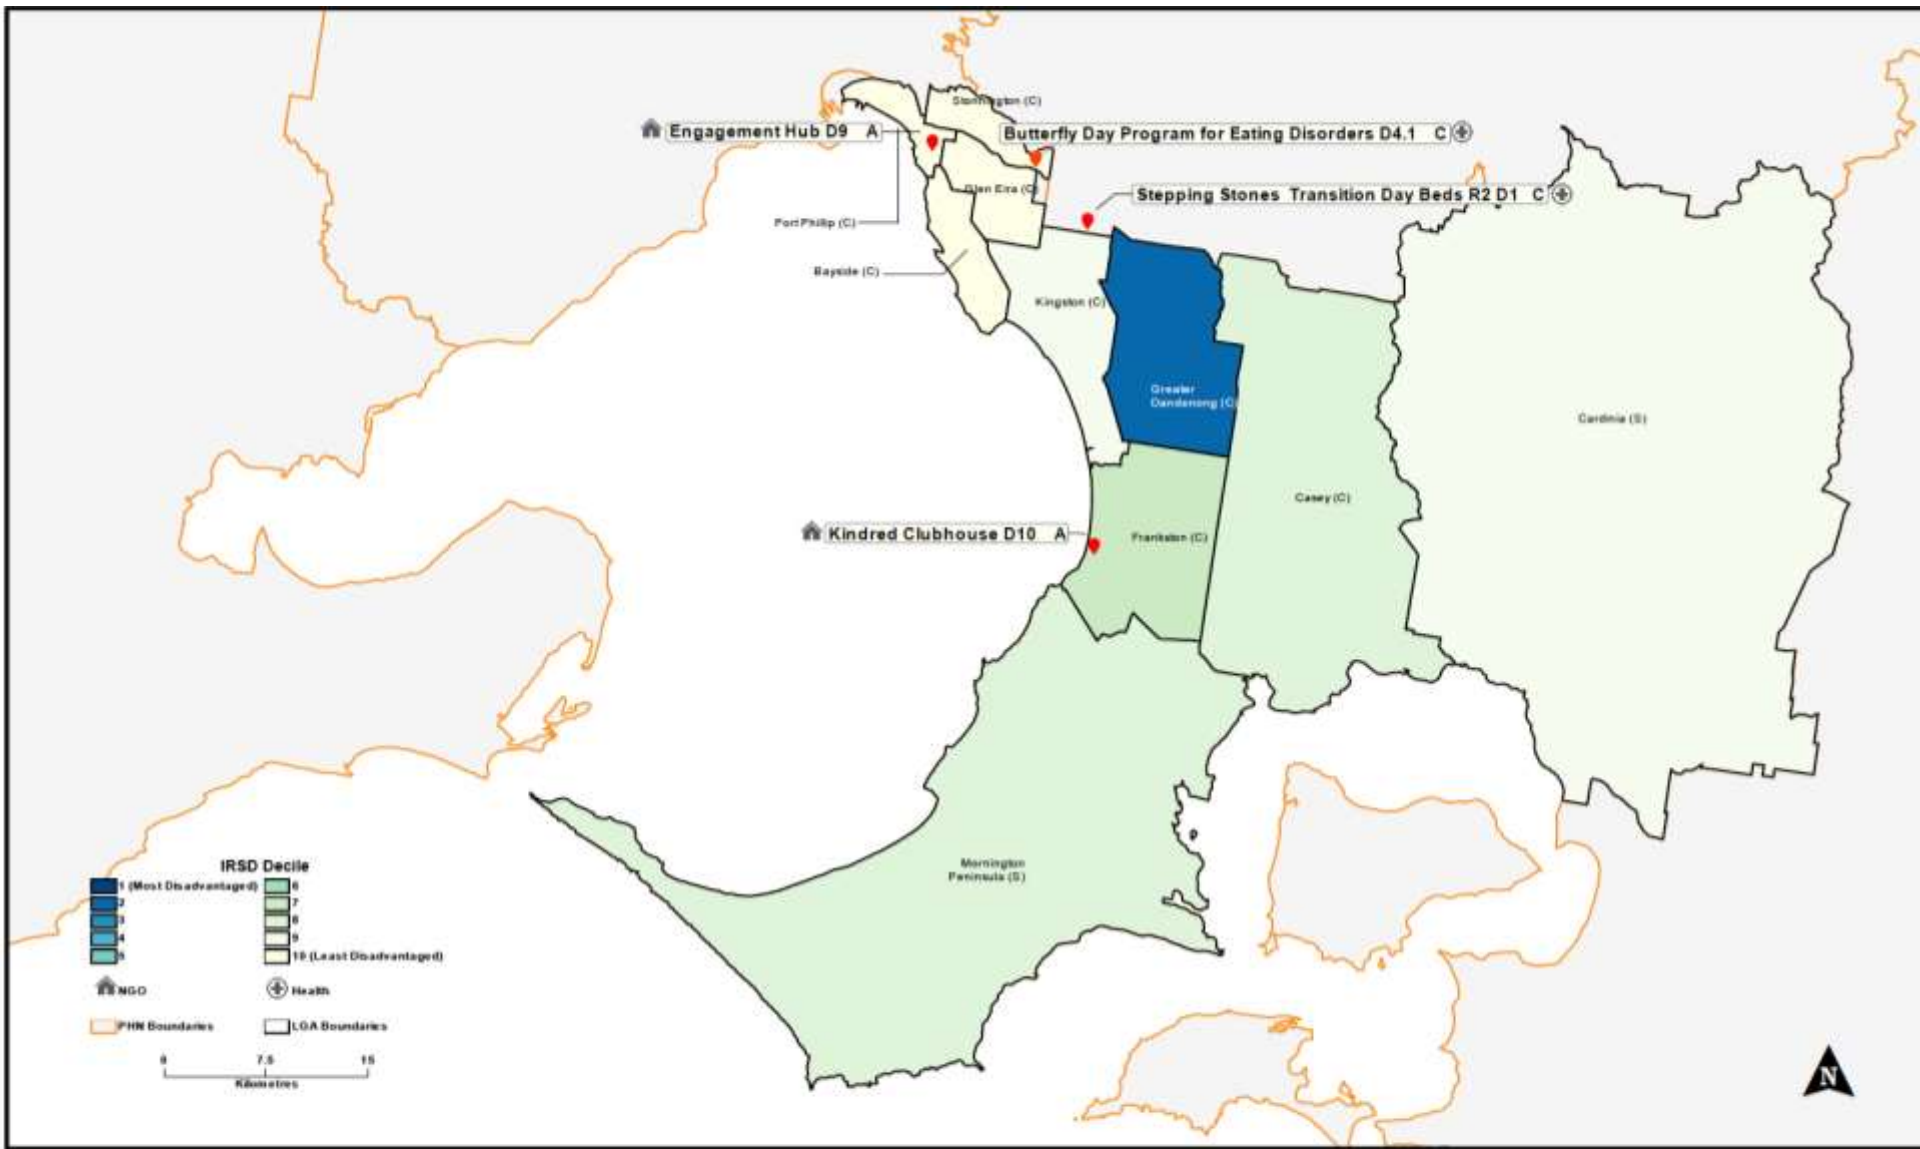 Stonnington (C)
Engagement Hub D9 A
Butterfly Day Program for Eating Disorders D4.1 C
Glen Eira (C)
Stepping Stones Transition Day Beds R2 D1 C
Port Phillip (C)
Bayside (C)
Kingston (C)
Greater
Dandenong (C)
Cardinia (S)
Casey (C)
Kindred Clubhouse D10 A
Frankston (C)
Mornington
Peninsula (S)
IRSD Decile
1 (Most Disadvantaged)
2
3
4
5
6
7
8
9
10 (Least Disadvantaged)
NGO
Health
PHN Boundaries
LGA Boundaries
0 7.5 15
Kilometres
N